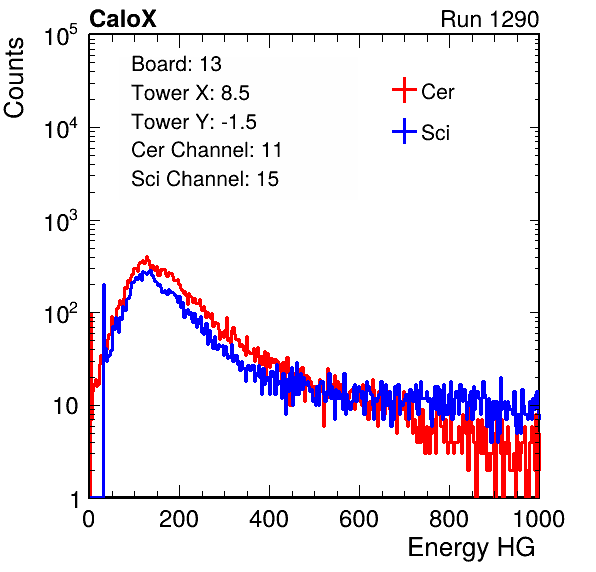 CaloX Run 1290
Counts
10^5
10^4
10^3
10^2
10
1
Board: 13
Tower X: 8.5
Tower Y: -1.5
Cer Channel: 11
Sci Channel: 15
Cer
Sci
0 200 400 600 800 1000
Energy HG